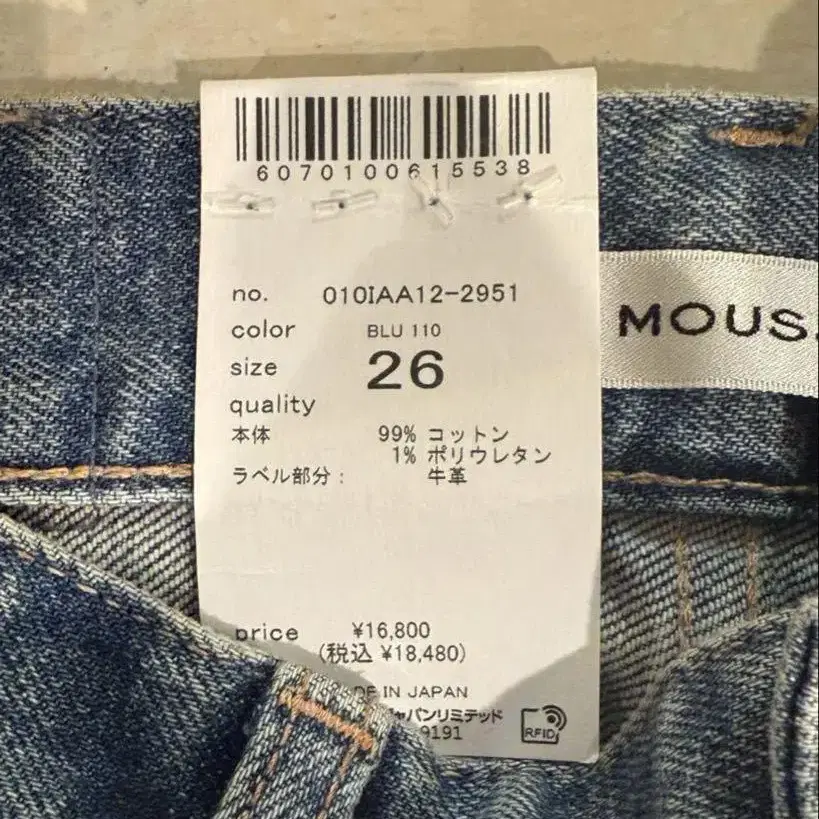 6070100615538
no. 010IAA12-2951
MOUS
color BLU 110
size 26
quality
本体 99% コットン
1% ポリウレタン
ラベル部分: 牛革
price ¥16,800
(税込 ¥18,480)
DE IN JAPAN
ャパンリミテッド
9191
RFID